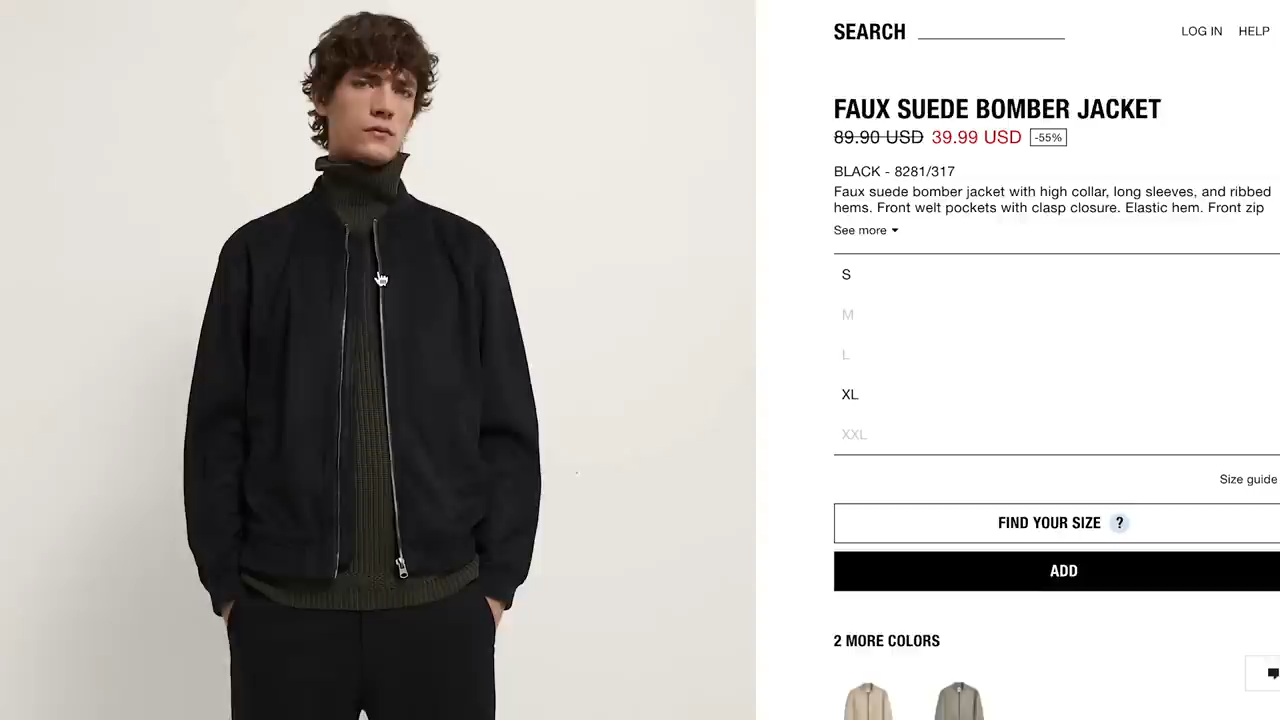 SEARCH
LOG IN HELP
FAUX SUEDE BOMBER JACKET
89.90 USD 39.99 USD -55%
BLACK - 8281/317
Faux suede bomber jacket with high collar, long sleeves, and ribbed
hems. Front welt pockets with clasp closure. Elastic hem. Front zip
See more
S
M
L
XL
XXL
Size guide
FIND YOUR SIZE ?
ADD
2 MORE COLORS